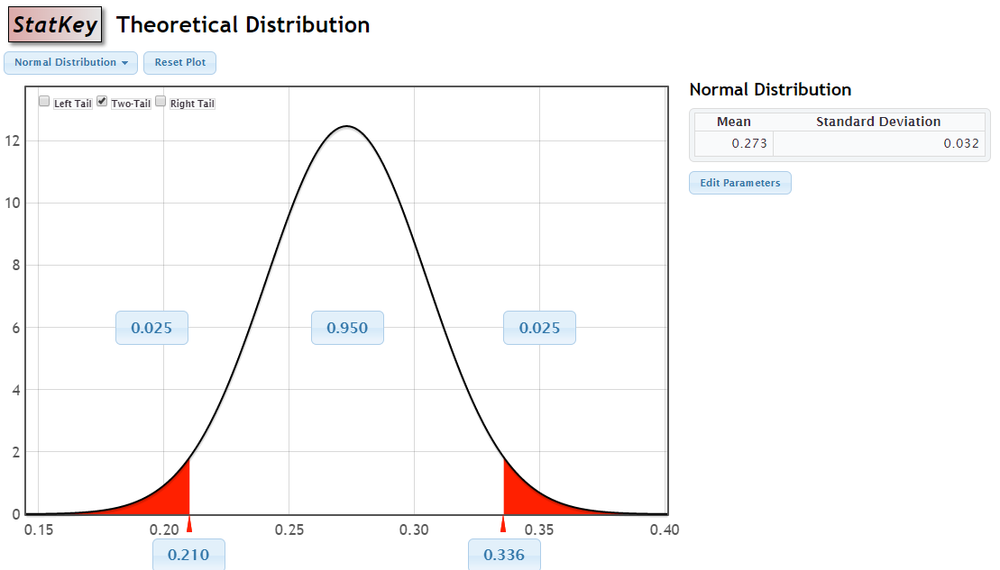 StatKey Theoretical Distribution
Normal Distribution Reset Plot
Left Tail Two-Tail Right Tail
12
10
8
6
4
2
0
0.025 0.950 0.025
0.15 0.20 0.25 0.30 0.35 0.40
0.210 0.336
Normal Distribution
Mean Standard Deviation
0.273 0.032
Edit Parameters